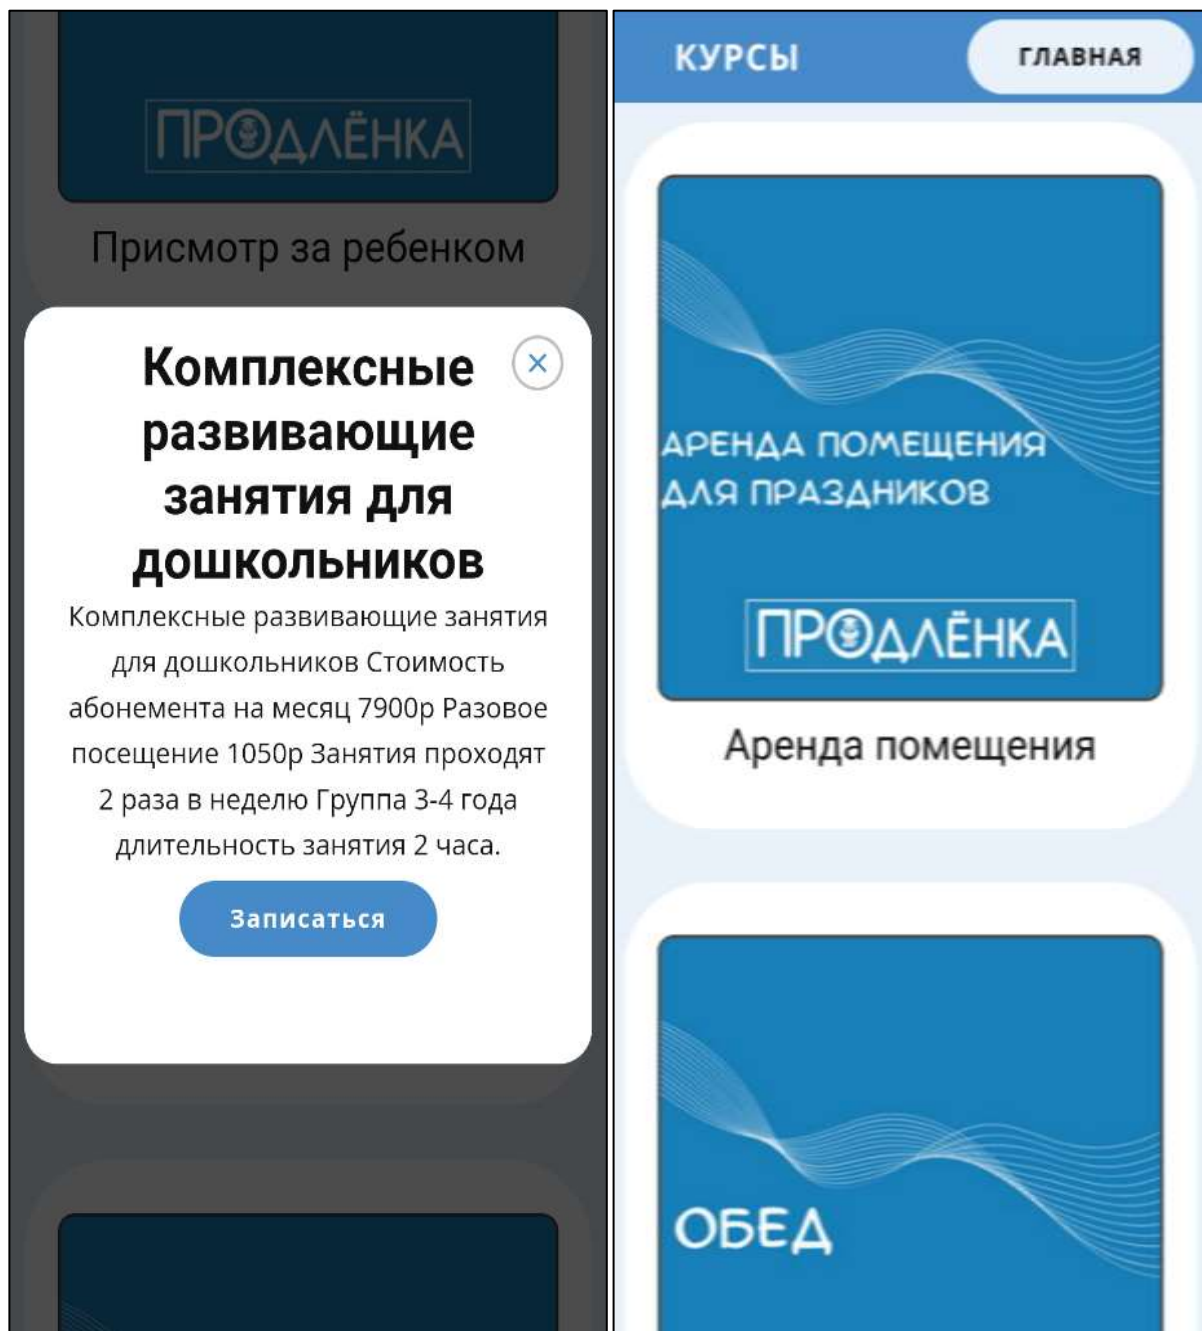 ПРОДЛЁНКА
Присмотр за ребенком
Комплексные
развивающие
занятия для
дошкольников
Комплексные развивающие занятия
для дошкольников Стоимость
абонемента на месяц 7900р Разовое
посещение 1050р Занятия проходят
2 раза в неделю Группа 3-4 года
длительность занятия 2 часа.
Записаться
КУРСЫ
ГЛАВНАЯ
АРЕНДА ПОМЕЩЕНИЯ
ДЛЯ ПРАЗДНИКОВ
ПРОДЛЁНКА
Аренда помещения
ОБЕД